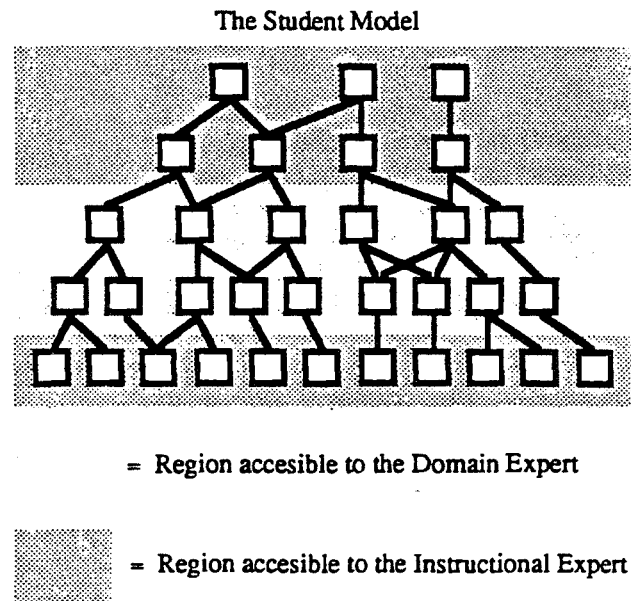 The Student Model
= Region accesible to the Domain Expert
= Region accesible to the Instructional Expert